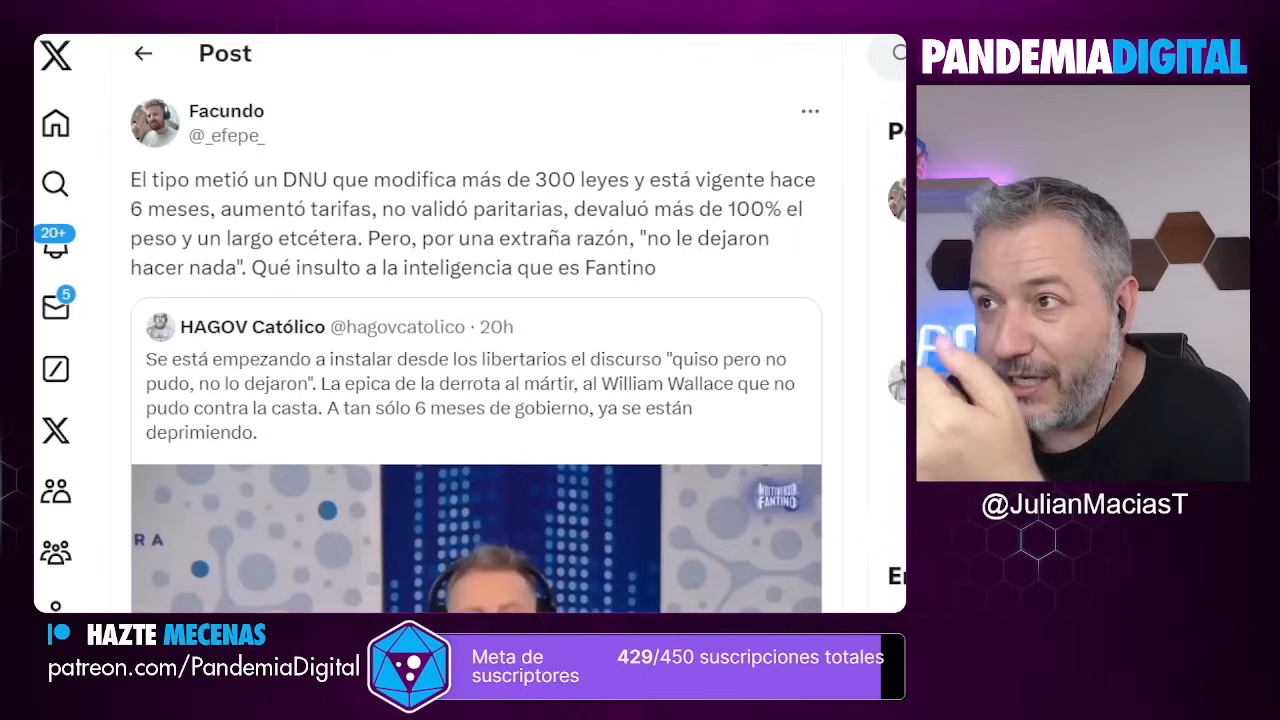 Post
Facundo
@_efepe_
El tipo metió un DNU que modifica más de 300 leyes y está vigente hace
6 meses, aumentó tarifas, no validó paritarias, devaluó más de 100% el
peso y un largo etcétera. Pero, por una extraña razón, "no le dejaron
hacer nada". Qué insulto a la inteligencia que es Fantino
HAGOV Católico @hagovcatolico · 20h
Se está empezando a instalar desde los libertarios el discurso "quiso pero no
pudo, no lo dejaron". La epica de la derrota al mártir, al William Wallace que no
pudo contra la casta. A tan sólo 6 meses de gobierno, ya se están
deprimiendo.
MULTIVERSO
FANTINO
RA
20+
5
PANDEMIADIGITAL
@JulianMaciasT
HAZTE MECENAS
patreon.com/PandemiaDigital
Meta de
suscriptores
429/450 suscripciones totales